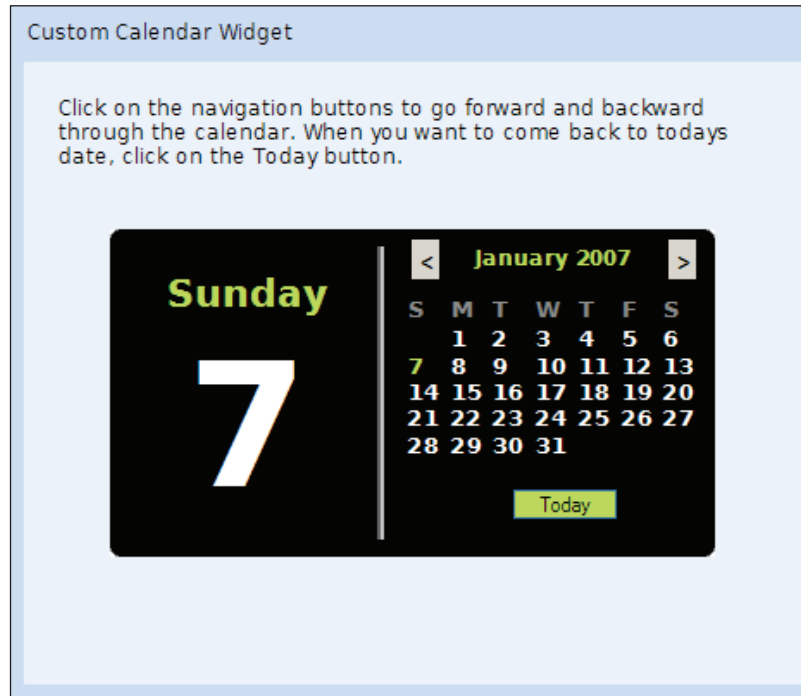 Custom Calendar Widget
Click on the navigation buttons to go forward and backward
through the calendar. When you want to come back to todays
date, click on the Today button.
Sunday
7
< January 2007 >
S M T W T F S
1 2 3 4 5 6
7 8 9 10 11 12 13
14 15 16 17 18 19 20
21 22 23 24 25 26 27
28 29 30 31
Today